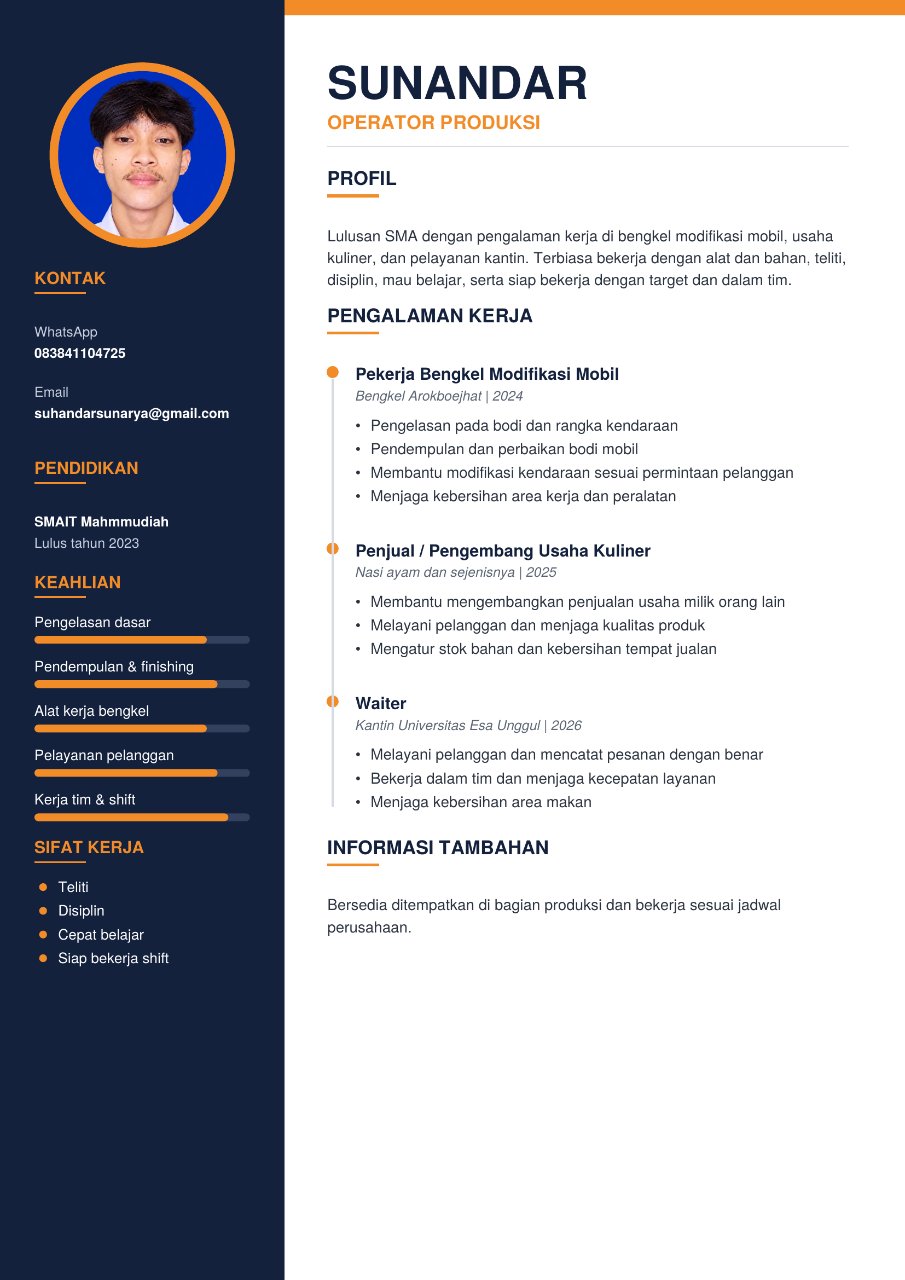 KONTAK
WhatsApp
083841104725
Email
suhandarsunarya@gmail.com
PENDIDIKAN
SMAIT Mahmmudiah
Lulus tahun 2023
KEAHLIAN
Pengelasan dasar
Pendempulan & finishing
Alat kerja bengkel
Pelayanan pelanggan
Kerja tim & shift
SIFAT KERJA
Teliti
Disiplin
Cepat belajar
Siap bekerja shift
SUNANDAR
OPERATOR PRODUKSI
PROFIL
Lulusan SMA dengan pengalaman kerja di bengkel modifikasi mobil, usaha
kuliner, dan pelayanan kantin. Terbiasa bekerja dengan alat dan bahan, teliti,
disiplin, mau belajar, serta siap bekerja dengan target dan dalam tim.
PENGALAMAN KERJA
Pekerja Bengkel Modifikasi Mobil
Bengkel Arokboejhat | 2024
• Pengelasan pada bodi dan rangka kendaraan
• Pendempulan dan perbaikan bodi mobil
• Membantu modifikasi kendaraan sesuai permintaan pelanggan
• Menjaga kebersihan area kerja dan peralatan
Penjual / Pengembang Usaha Kuliner
Nasi ayam dan sejenisnya | 2025
• Membantu mengembangkan penjualan usaha milik orang lain
• Melayani pelanggan dan menjaga kualitas produk
• Mengatur stok bahan dan kebersihan tempat jualan
Waiter
Kantin Universitas Esa Unggul | 2026
• Melayani pelanggan dan mencatat pesanan dengan benar
• Bekerja dalam tim dan menjaga kecepatan layanan
• Menjaga kebersihan area makan
INFORMASI TAMBAHAN
Bersedia ditempatkan di bagian produksi dan bekerja sesuai jadwal
perusahaan.